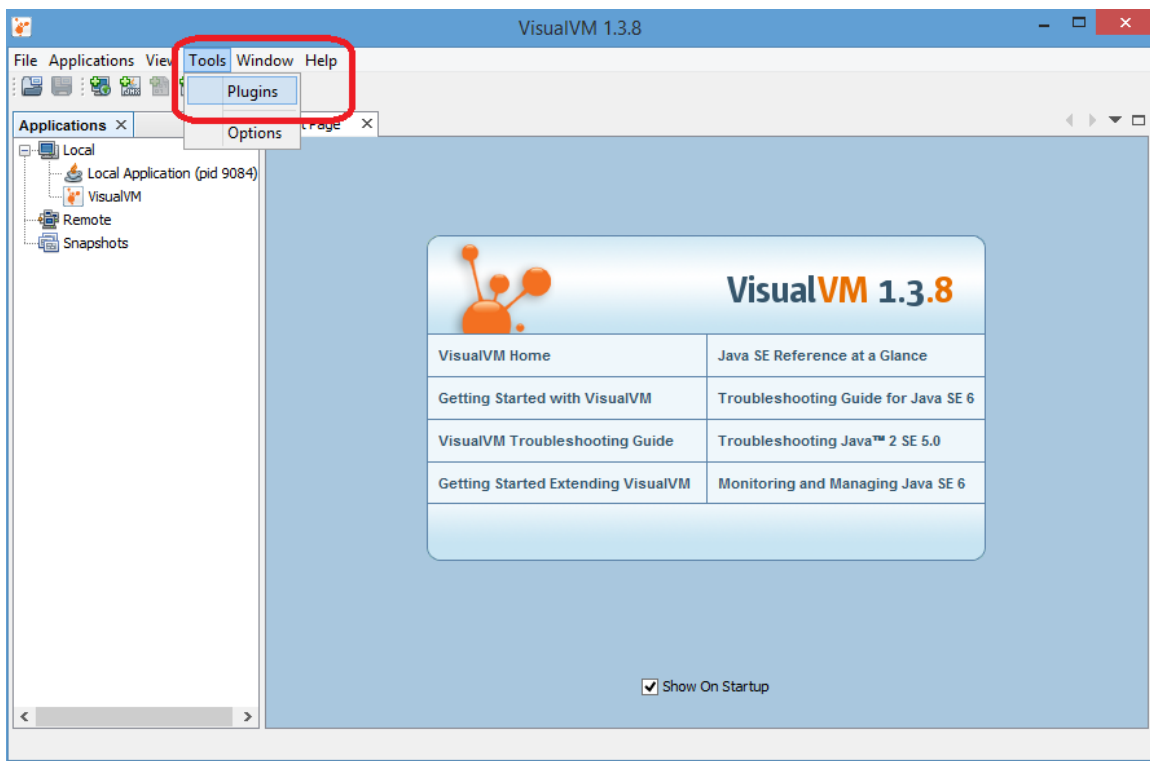 VisualVM 1.3.8
File Applications View Tools Window Help
Plugins
Options
Applications
Page
Local
Local Application (pid 9084)
VisualVM
Remote
Snapshots
VisualVM 1.3.8
VisualVM Home
Java SE Reference at a Glance
Getting Started with VisualVM
Troubleshooting Guide for Java SE 6
VisualVM Troubleshooting Guide
Troubleshooting Java™ 2 SE 5.0
Getting Started Extending VisualVM
Monitoring and Managing Java SE 6
Show On Startup